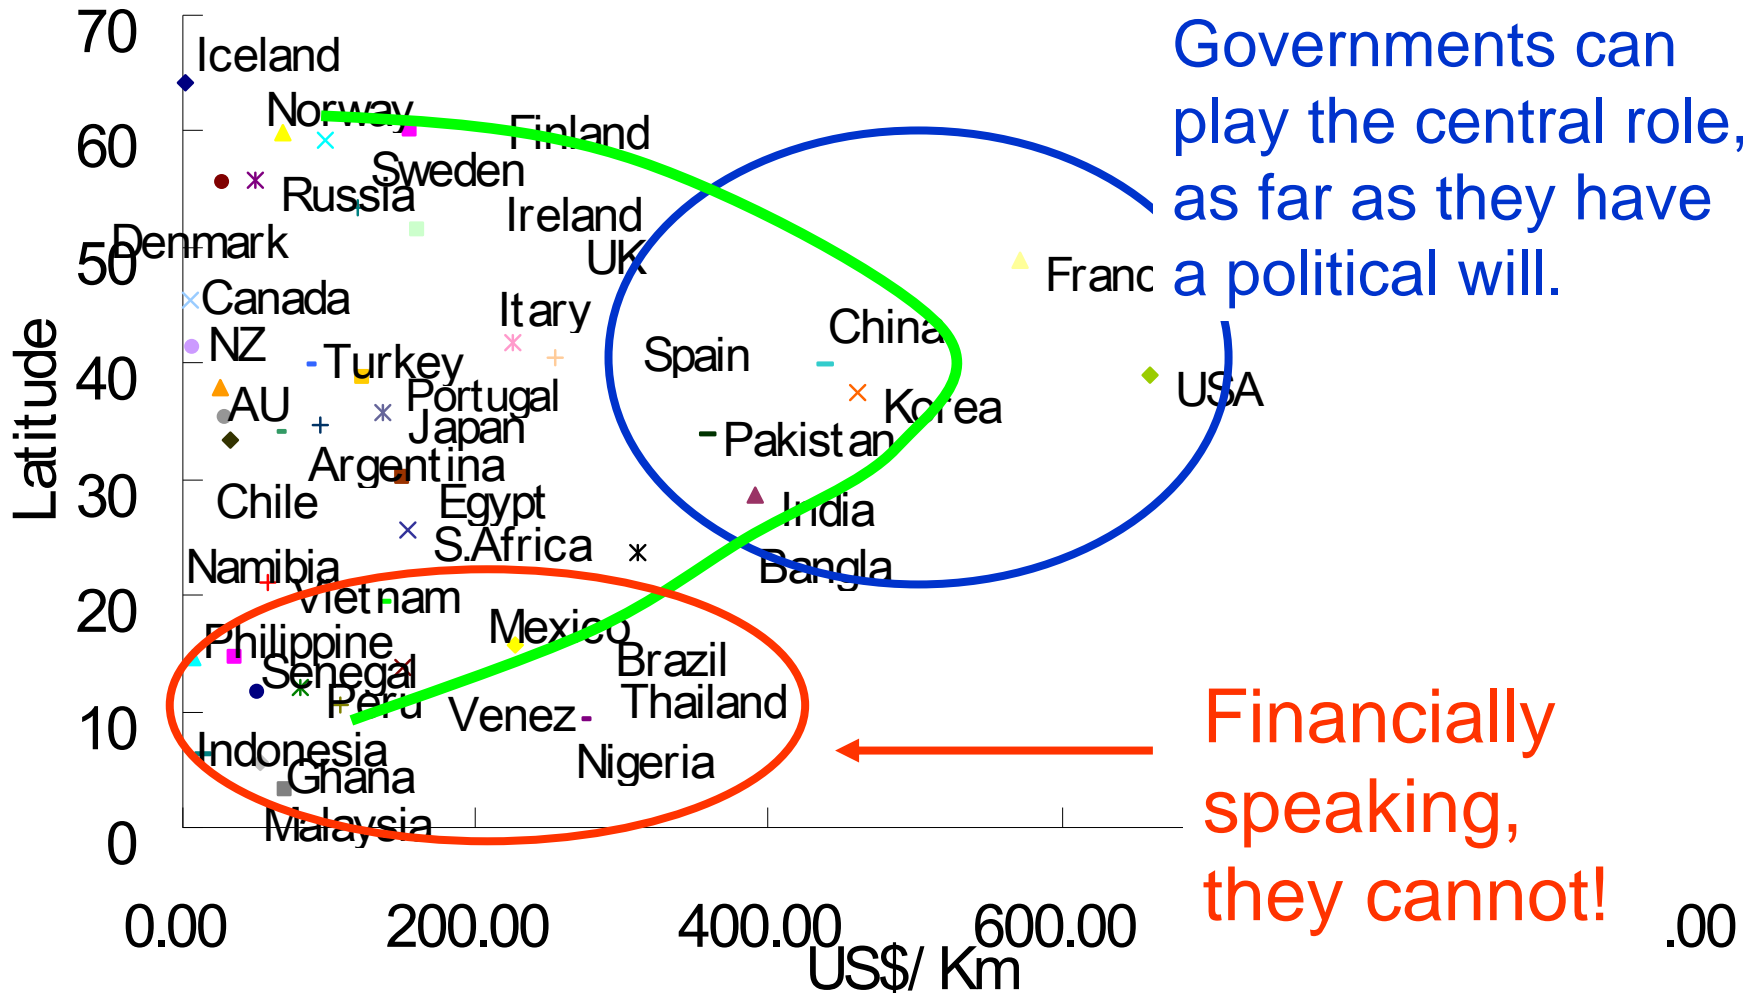 70
Iceland
Governments can
play the central role,
as far as they have
a political will.
Norway
60
Finland
Sweden
Russia
Ireland
Denmark
50
UK
Franc
Canada
Itary
China
NZ
Turkey
Spain
40
USA
AU
Portugal
Korea
Japan
Pakistan
Latitude
Argentina
30
Chile
Egypt
India
S.Africa
Namibia
Bangla
20
Vietnam
Mexico
Philippine
Brazil
Senegal
Peru
Venez
Thailand
10
Indonesia
Nigeria
Ghana
Malaysia
0
Financially
speaking,
they cannot!
0.00 200.00 400.00 600.00 .00
US$/ Km